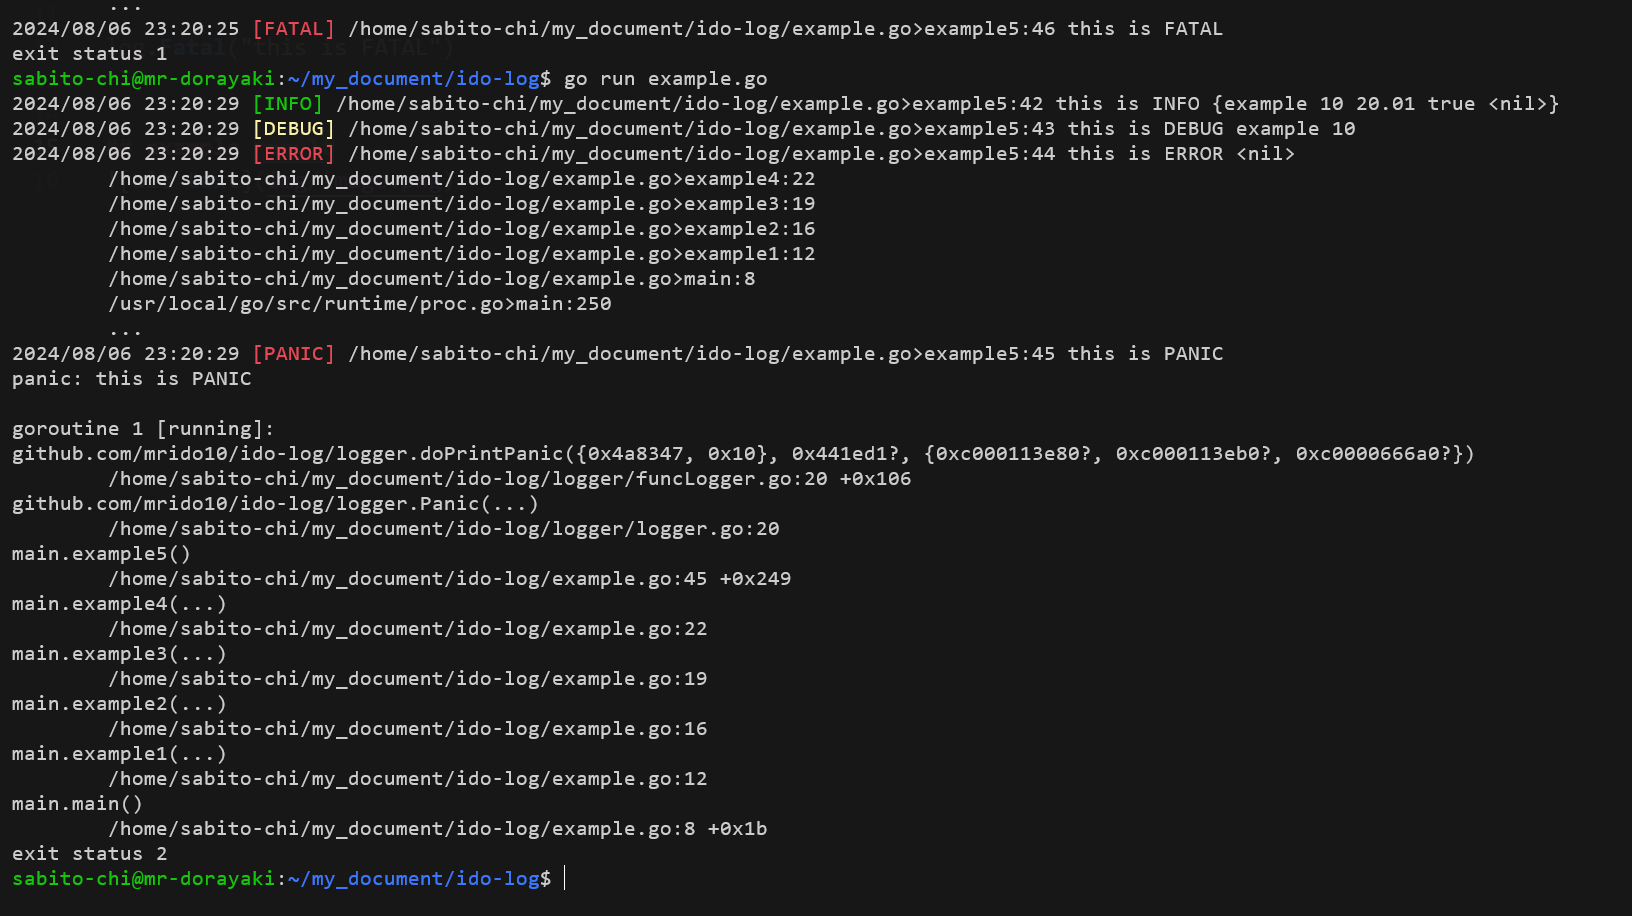 ...
2024/08/06 23:20:25 [FATAL] /home/sabito-chi/my_document/ido-log/example.go>example5:46 this is FATAL
exit status 1
sabito-chi@mr-dorayaki:~/my_document/ido-log$ go run example.go
2024/08/06 23:20:29 [INFO] /home/sabito-chi/my_document/ido-log/example.go>example5:42 this is INFO {example 10 20.01 true <nil>}
2024/08/06 23:20:29 [DEBUG] /home/sabito-chi/my_document/ido-log/example.go>example5:43 this is DEBUG example 10
2024/08/06 23:20:29 [ERROR] /home/sabito-chi/my_document/ido-log/example.go>example5:44 this is ERROR <nil>
/home/sabito-chi/my_document/ido-log/example.go>example4:22
/home/sabito-chi/my_document/ido-log/example.go>example3:19
/home/sabito-chi/my_document/ido-log/example.go>example2:16
/home/sabito-chi/my_document/ido-log/example.go>example1:12
/home/sabito-chi/my_document/ido-log/example.go>main:8
/usr/local/go/src/runtime/proc.go>main:250
...
2024/08/06 23:20:29 [PANIC] /home/sabito-chi/my_document/ido-log/example.go>example5:45 this is PANIC
panic: this is PANIC

goroutine 1 [running]:
github.com/mrido10/ido-log/logger.doPrintPanic({0x4a8347, 0x10}, 0x441ed1?, {0xc000113e80?, 0xc000113eb0?, 0xc0000666a0?})
/home/sabito-chi/my_document/ido-log/logger/funcLogger.go:20 +0x106
github.com/mrido10/ido-log/logger.Panic(...)
/home/sabito-chi/my_document/ido-log/logger/logger.go:20
main.example5()
/home/sabito-chi/my_document/ido-log/example.go:45 +0x249
main.example4(...)
/home/sabito-chi/my_document/ido-log/example.go:22
main.example3(...)
/home/sabito-chi/my_document/ido-log/example.go:19
main.example2(...)
/home/sabito-chi/my_document/ido-log/example.go:16
main.example1(...)
/home/sabito-chi/my_document/ido-log/example.go:12
main.main()
/home/sabito-chi/my_document/ido-log/example.go:8 +0x1b
exit status 2
sabito-chi@mr-dorayaki:~/my_document/ido-log$